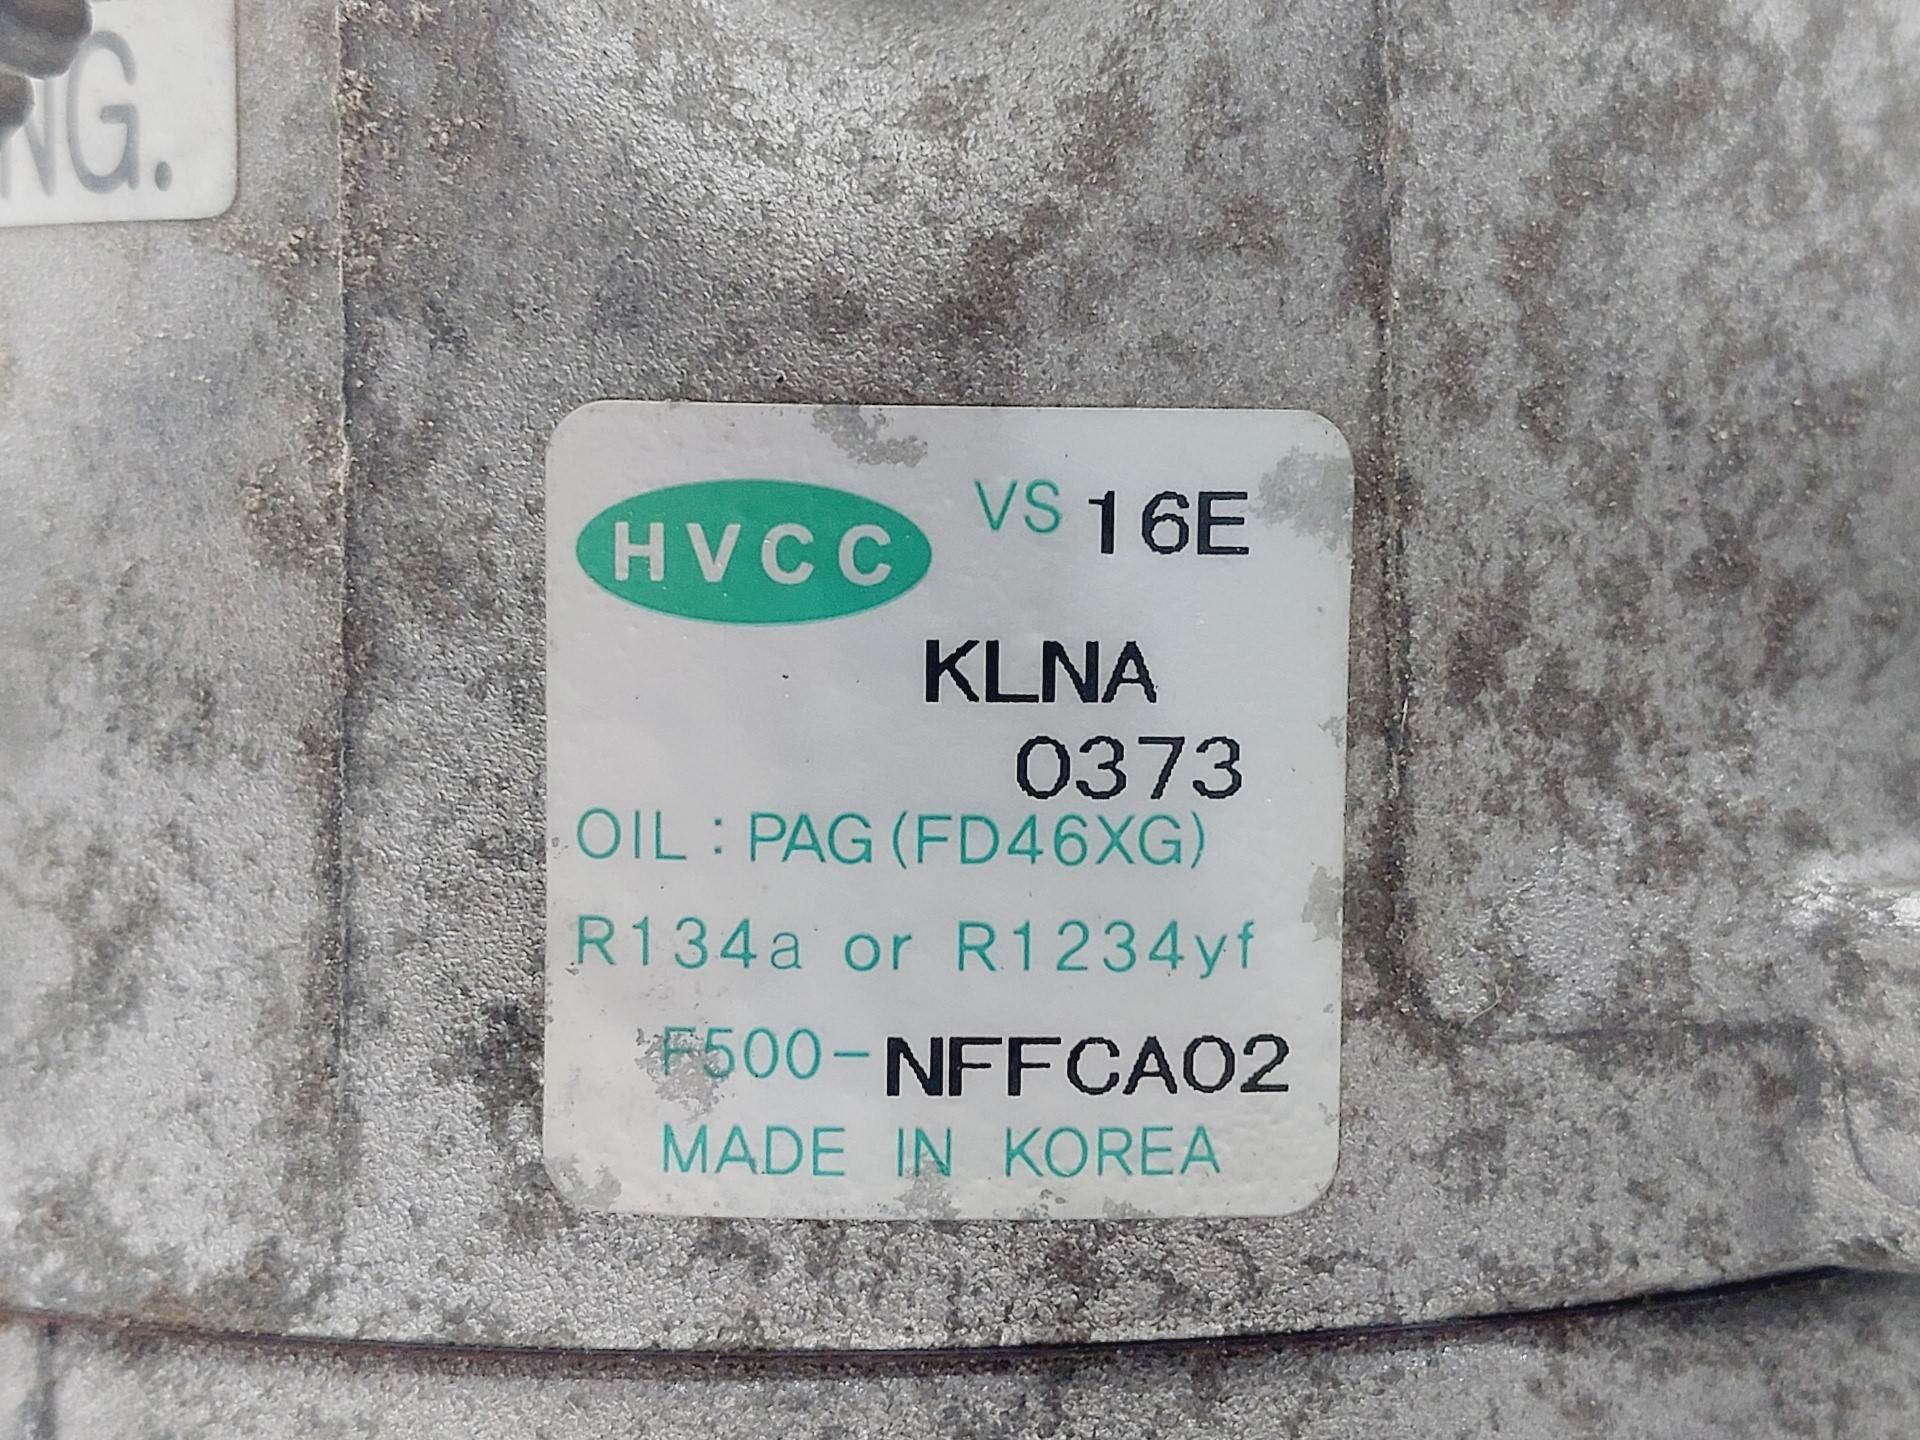 NG.
HVCC VS 16E
KLNA
0373
OIL : PAG (FD46XG)
R134a or R1234yf
F500-NFFCA02
MADE IN KOREA